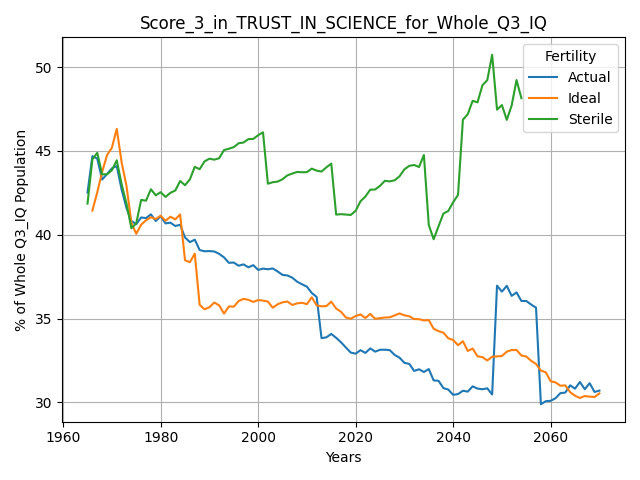 Score_3_in_TRUST_IN_SCIENCE_for_Whole_Q3_IQ
Fertility
Actual
Ideal
Sterile
% of Whole Q3_IQ Population
50
45
40
35
30
1960
1980
2000
2020
2040
2060
Years